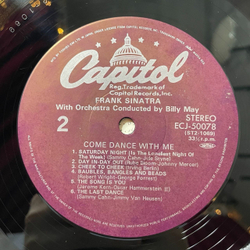 Capitol
Reg. Trademark of
Capitol Records, Inc.
FRANK SINATRA
With Orchestra Conducted by Billy May
2
STEREO
ECJ-50078
(ST2-1069)
33⅓ r.p.m.
COME DANCE WITH ME
1. SATURDAY NIGHT (Is The Loneliest Night Of
The Week) (Sammy Cahn-Jule Styne)
2. DAY IN-DAY OUT (Rube Bloom-Johnny Mercer)
3. CHEEK TO CHEEK (Irving Berlin)
4. BAUBLES, BANGLES AND BEADS
(Robert Wright-George Forrest)
5. THE SONG IS YOU
(Jerome Kern-Oscar Hammerstein II)
6. THE LAST DANCE
(Sammy Cahn-Jimmy Van Heusen)